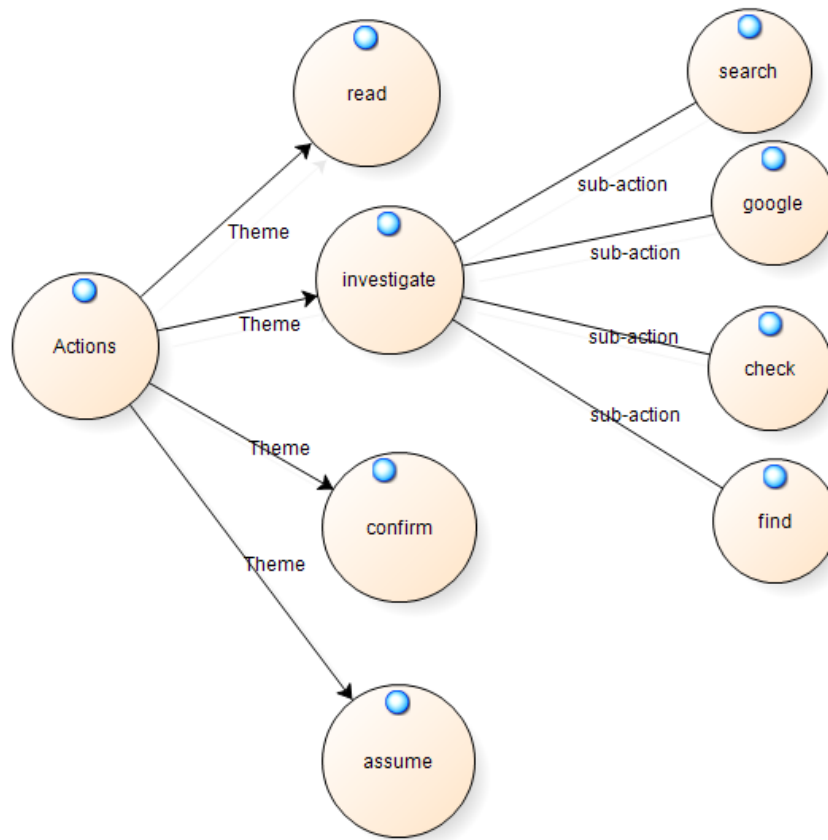 search
read
sub-action
google
Theme
sub-action
investigate
Theme
sub-action
Actions
check
sub-action
Theme
confirm
find
Theme
assume